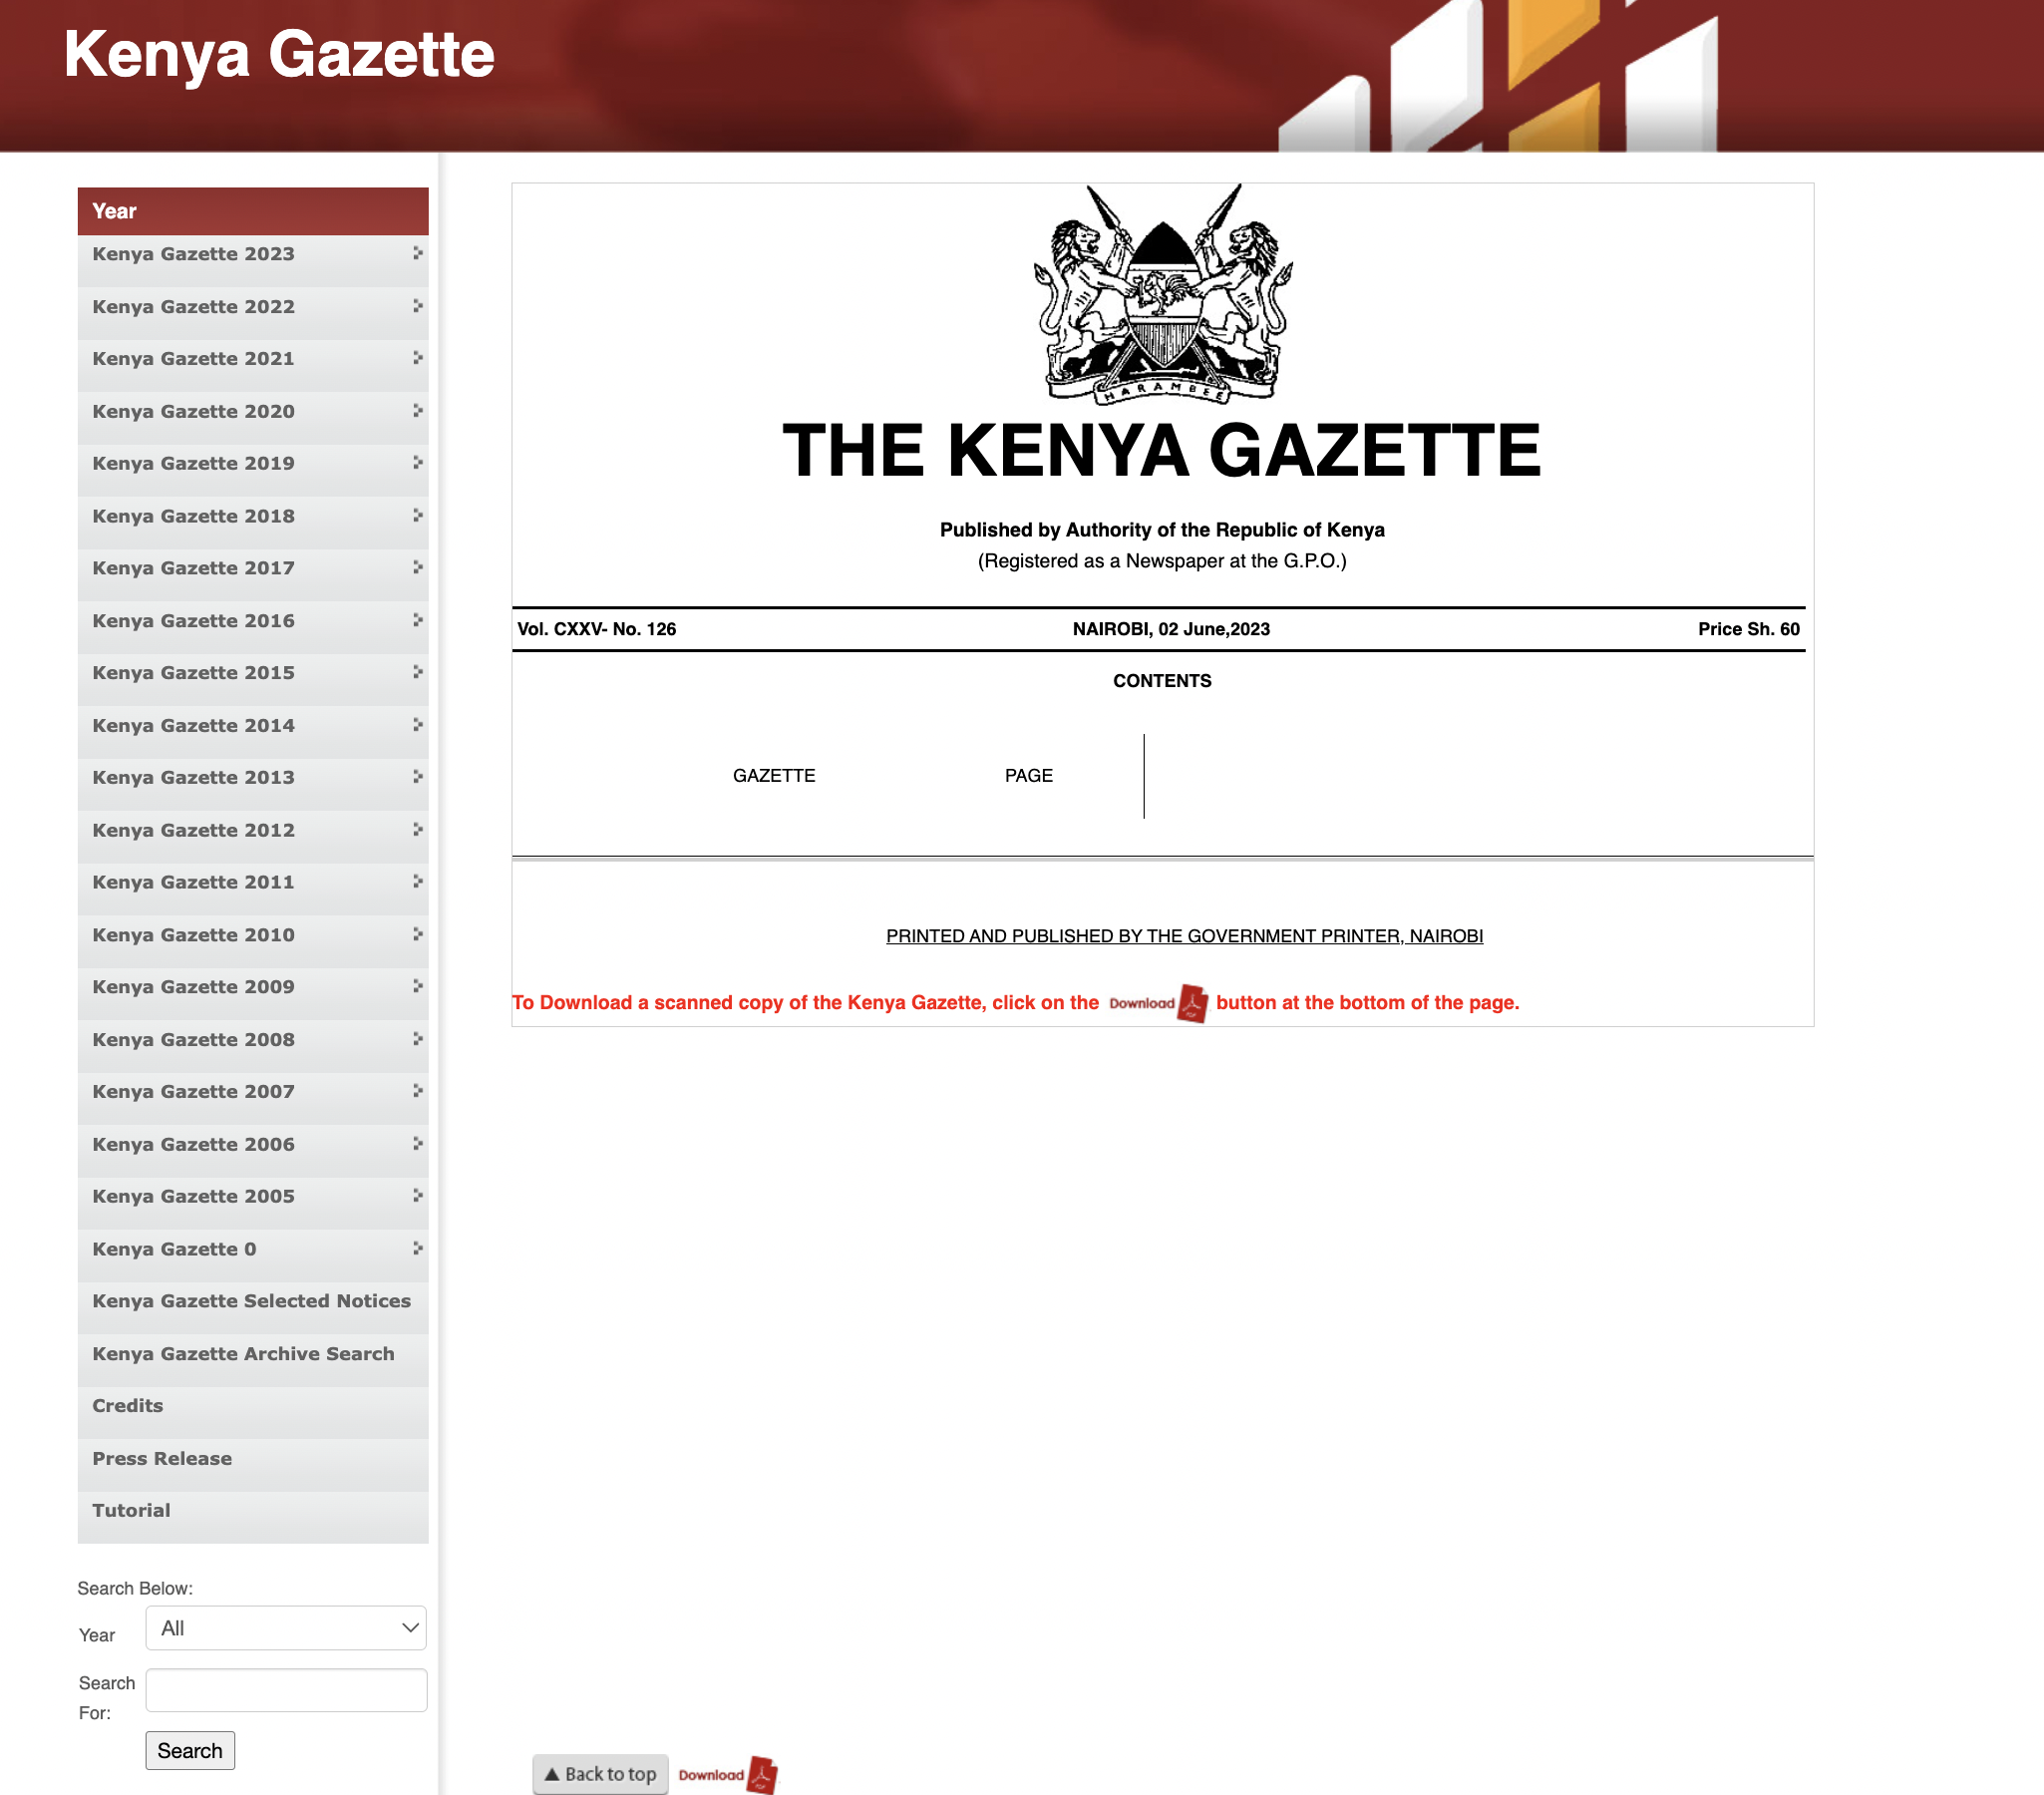 Kenya Gazette
Year
Kenya Gazette 2023
Kenya Gazette 2022
Kenya Gazette 2021
Kenya Gazette 2020
Kenya Gazette 2019
Kenya Gazette 2018
Kenya Gazette 2017
Kenya Gazette 2016
Kenya Gazette 2015
Kenya Gazette 2014
Kenya Gazette 2013
Kenya Gazette 2012
Kenya Gazette 2011
Kenya Gazette 2010
Kenya Gazette 2009
Kenya Gazette 2008
Kenya Gazette 2007
Kenya Gazette 2006
Kenya Gazette 2005
Kenya Gazette 0
Kenya Gazette Selected Notices
Kenya Gazette Archive Search
Credits
Press Release
Tutorial
Search Below:
Year All
Search
For:
Search
HARAMBEE
THE KENYA GAZETTE
Published by Authority of the Republic of Kenya
(Registered as a Newspaper at the G.P.O.)
Vol. CXXV- No. 126 NAIROBI, 02 June,2023 Price Sh. 60
CONTENTS
GAZETTE PAGE
PRINTED AND PUBLISHED BY THE GOVERNMENT PRINTER, NAIROBI
To Download a scanned copy of the Kenya Gazette, click on the Download PDF button at the bottom of the page.
Back to top Download PDF